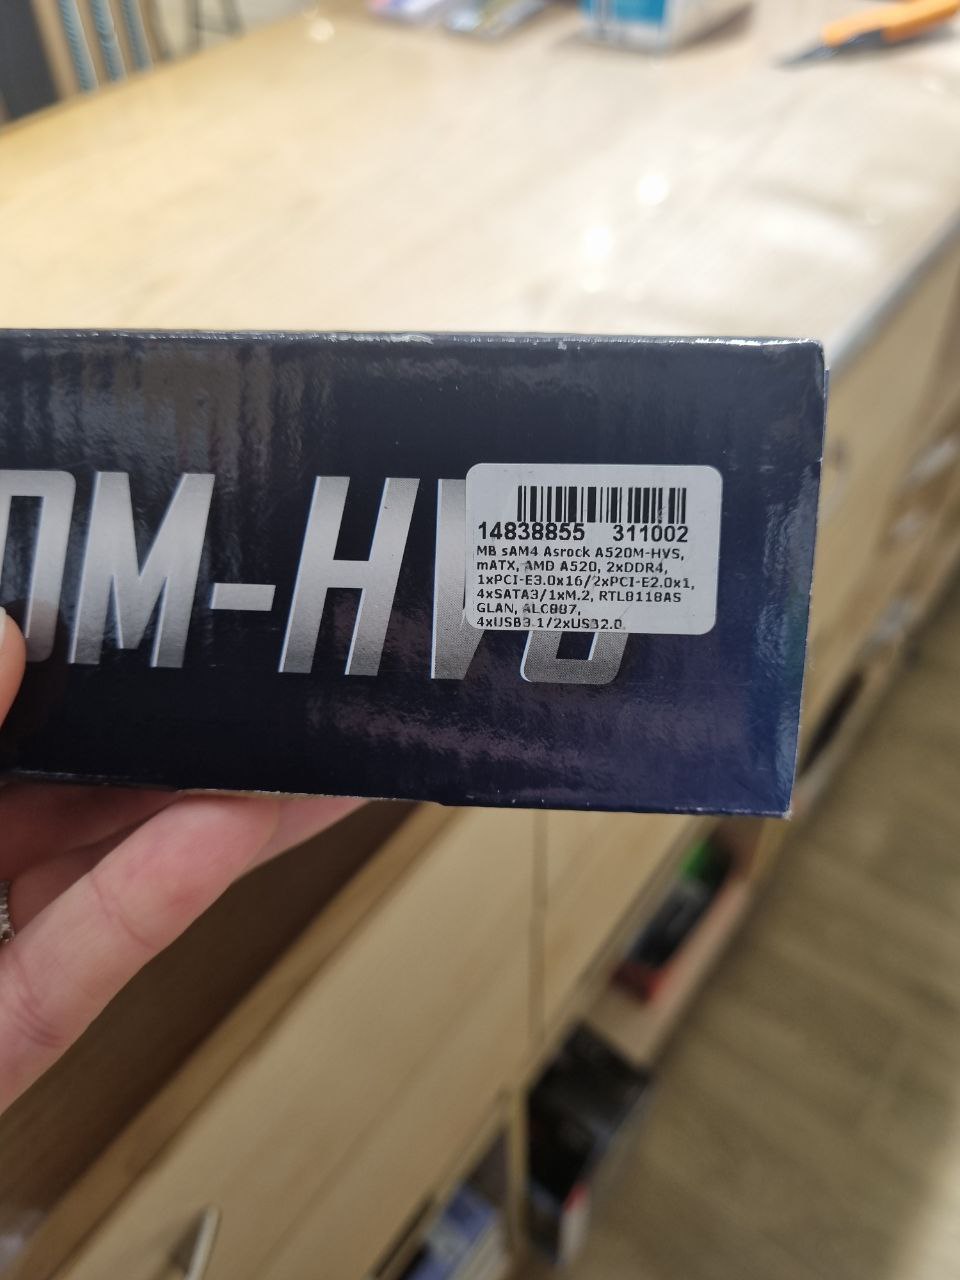 0M-HVS
14838855 311002
MB sAM4 Asrock A520M-HVS,
mATX, AMD A520, 2xDDR4,
1xPCI-E3.0x16/2xPCI-E2.0x1,
4xSATA3/1xM.2, RTL8118AS
GLAN, ALC887,
4xUSB3.1/2xUSB2.0.